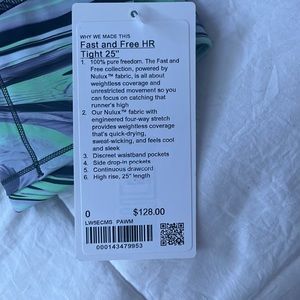 WHY WE MADE THIS
Fast and Free HR
Tight 25"
1. 100% pure freedom. The Fast and
Free collection, powered by
Nulux™ fabric, is all about
weightless coverage and
unrestricted movement so you
can focus on catching that
runner's high
2. Our Nulux™ fabric with
engineered four-way stretch
provides weightless coverage
that's quick-drying,
sweat-wicking, and feels cool
and sleek
3. Discreet waistband pockets
4. Side drop-in pockets
5. Continuous drawcord
6. High rise, 25" length
0 $128.00
LW5ECMS PAWM
000143479953